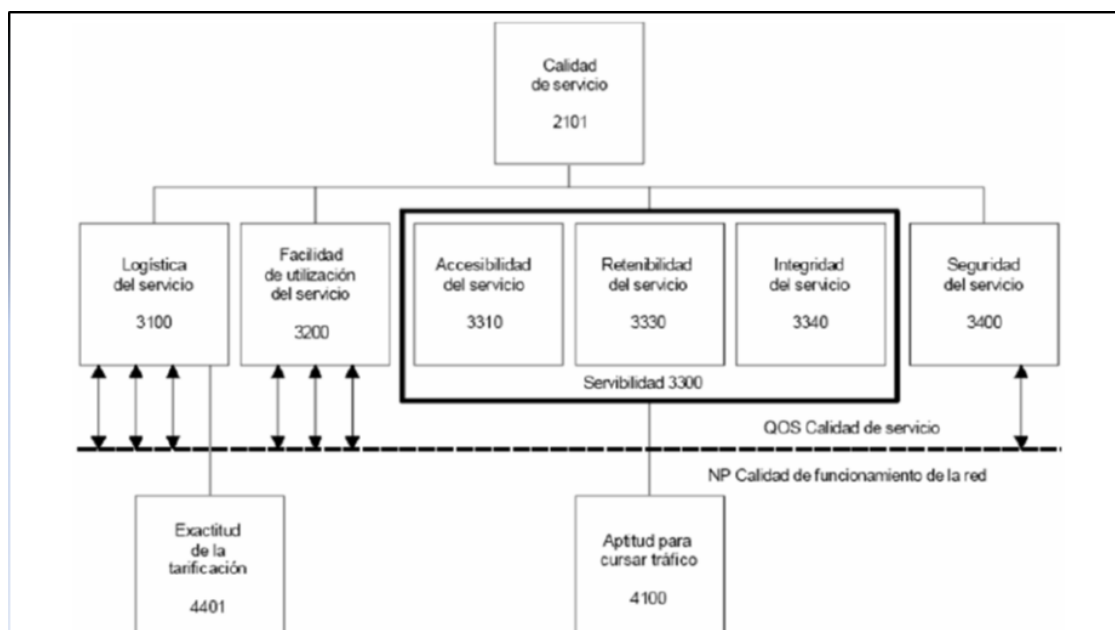 Calidad
de servicio
2101
Logística
del servicio
3100
Facilidad
de utilización
del servicio
3200
Accesibilidad
del servicio
3310
Retenibilidad
del servicio
3330
Integridad
del servicio
3340
Seguridad
del servicio
3400
Servibilidad 3300
QOS Calidad de servicio
NP Calidad de funcionamiento de la red
Exactitud
de la
tarificación
4401
Aptitud para
cursar tráfico
4100